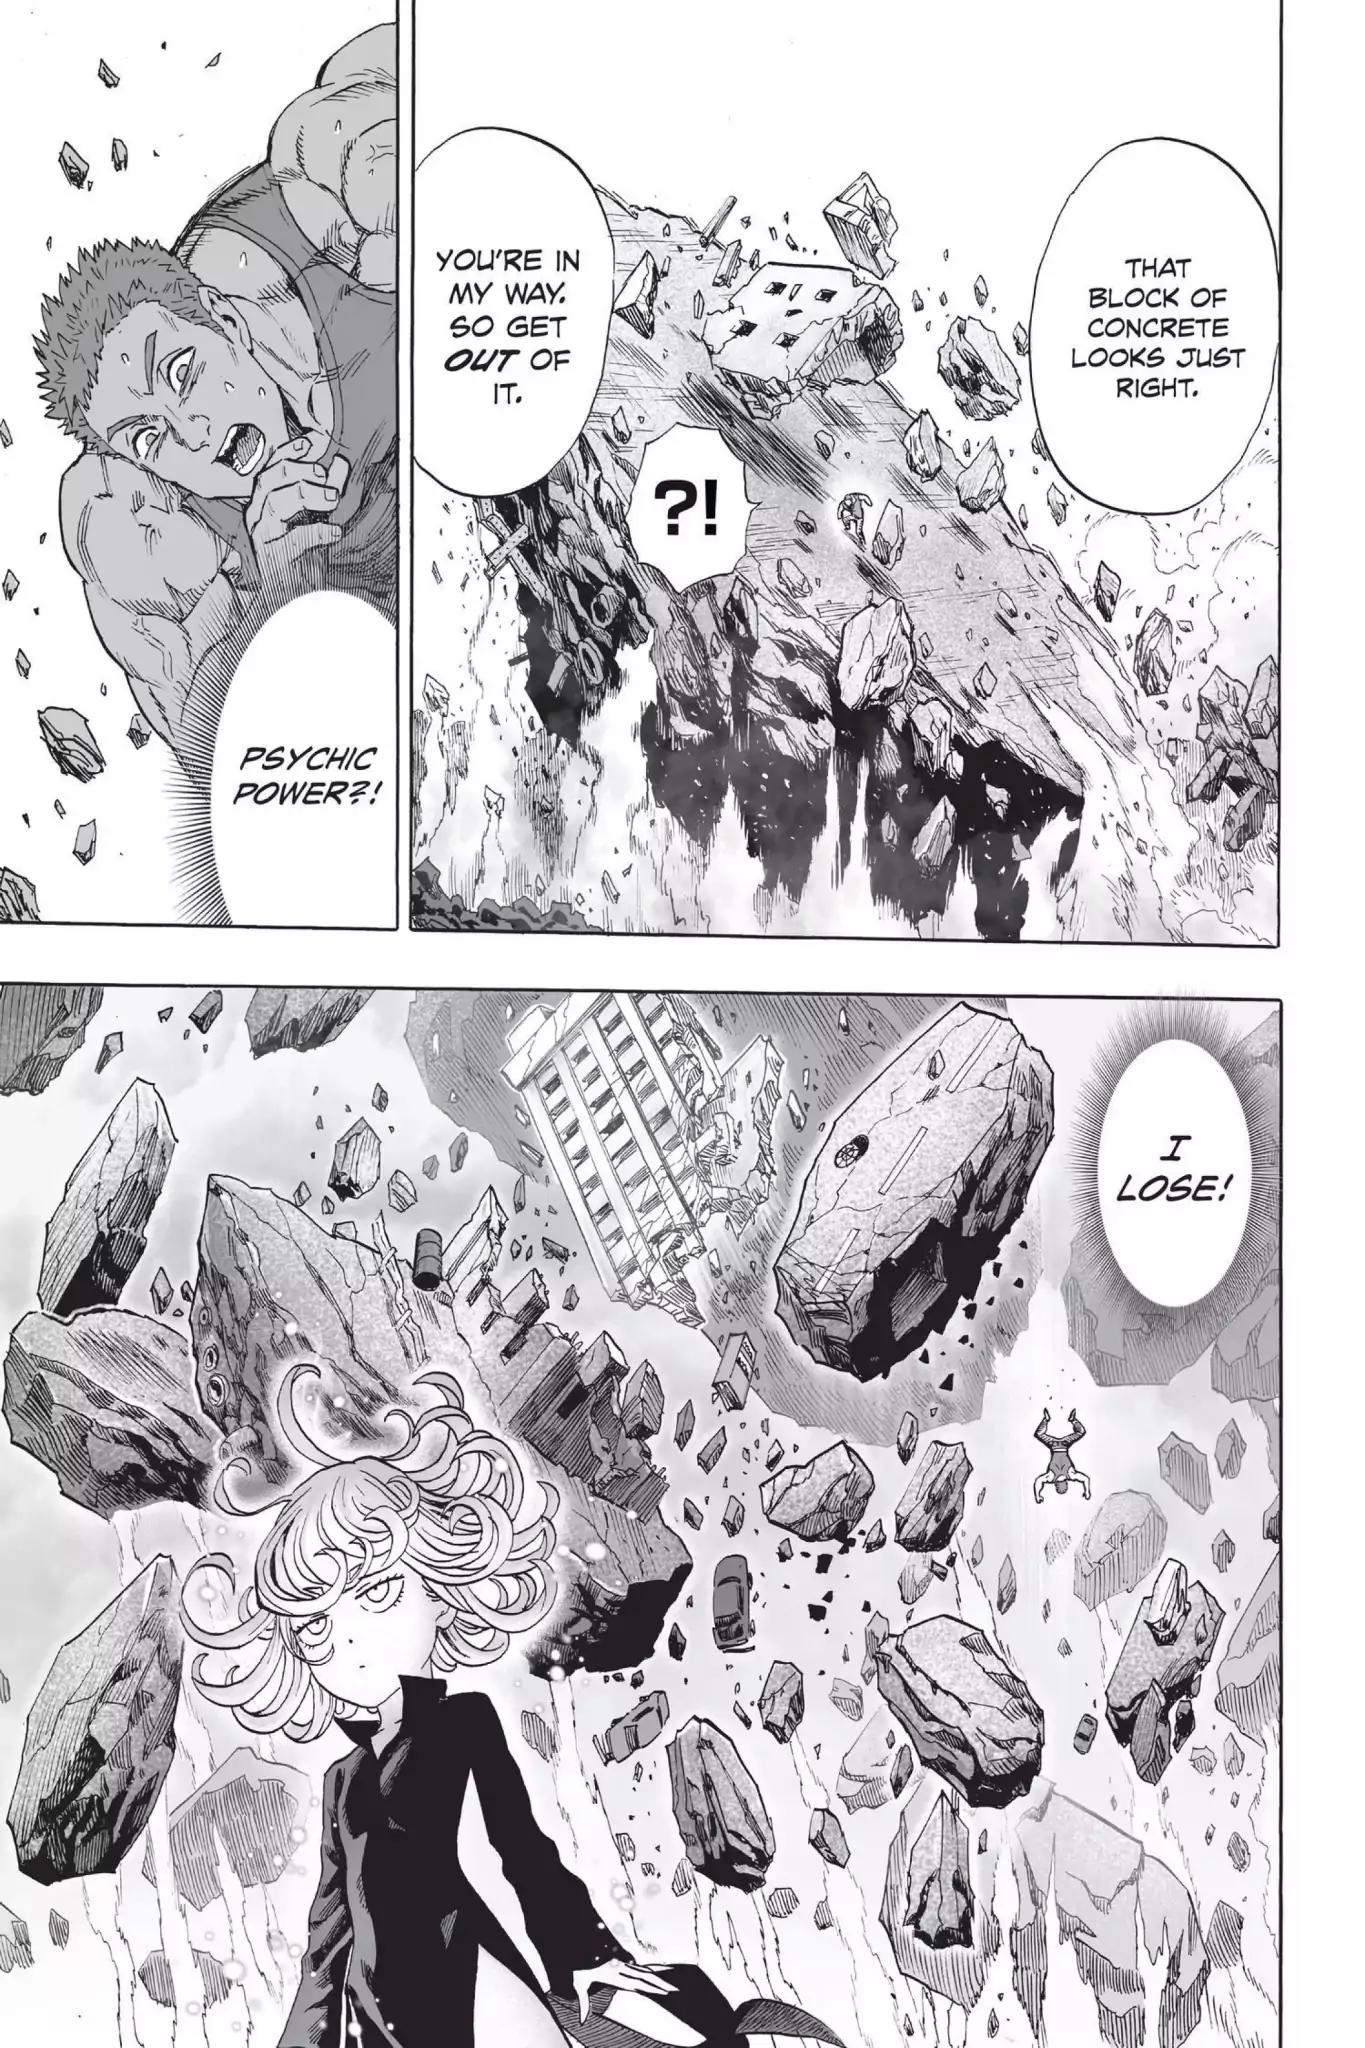 THAT
BLOCK OF
CONCRETE
LOOKS JUST
RIGHT.
YOU'RE IN
MY WAY.
SO GET
OUT OF
IT.
?!
PSYCHIC
POWER?!
I
LOSE!